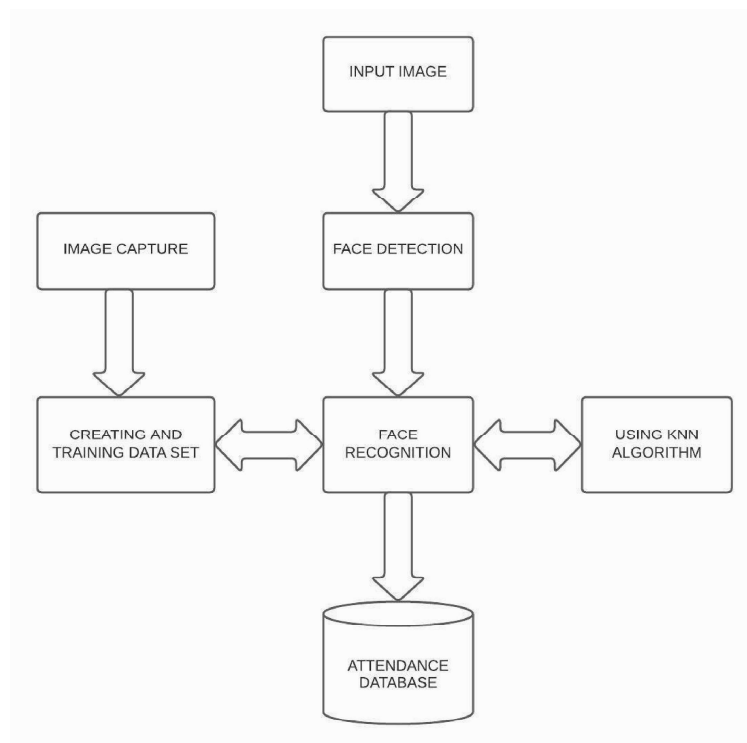 INPUT IMAGE
IMAGE CAPTURE
FACE DETECTION
CREATING AND
TRAINING DATA SET
FACE
RECOGNITION
USING KNN
ALGORITHM
ATTENDANCE
DATABASE